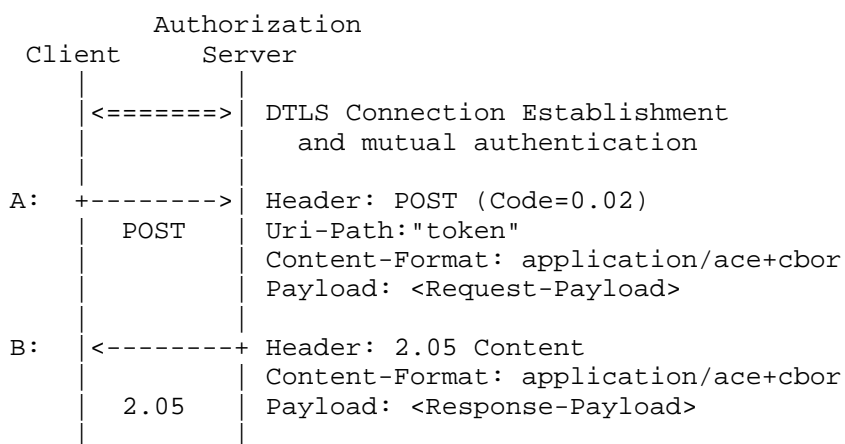 Authorization
Client Server
| |
|<=======>| DTLS Connection Establishment
| | and mutual authentication
| |
A: +-------->| Header: POST (Code=0.02)
| POST | Uri-Path:"token"
| | Content-Format: application/ace+cbor
| | Payload: <Request-Payload>
| |
B: |<--------+ Header: 2.05 Content
| | Content-Format: application/ace+cbor
| 2.05 | Payload: <Response-Payload>
| |